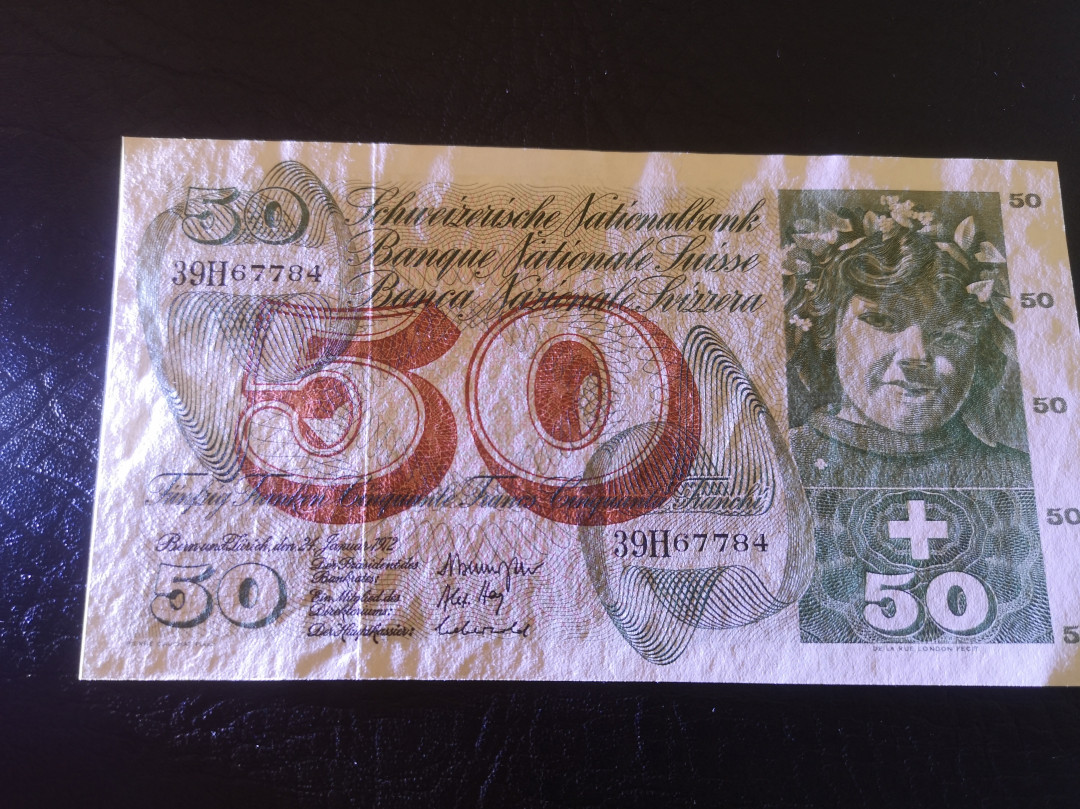 50
Schweizerische Nationalbank
Banque Nationale Suisse
Banca Nazionale Svizzera
39H67784
50
50
50
50
50
5
Fünfzig Franken Cinquante Francs Cinquanta Franchi
39H67784
Bern und Zürich, den 24. Januar 1972
Der Präsident des
Bankrates:
Ein Mitglied des
Direktoriums:
Der Hauptkassier:
50
50
DE LA RUE LONDON FECIT